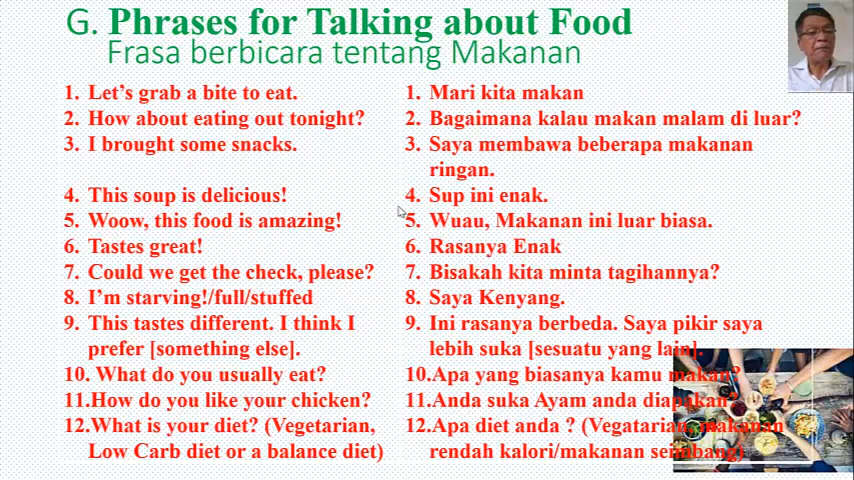 G. Phrases for Talking about Food
Frasa berbicara tentang Makanan
1. Let's grab a bite to eat.
2. How about eating out tonight?
3. I brought some snacks.
4. This soup is delicious!
5. Woow, this food is amazing!
6. Tastes great!
7. Could we get the check, please?
8. I'm starving!/full/stuffed
9. This tastes different. I think I
prefer [something else].
10. What do you usually eat?
11.How do you like your chicken?
12.What is your diet? (Vegetarian,
Low Carb diet or a balance diet)
1. Mari kita makan
2. Bagaimana kalau makan malam di luar?
3. Saya membawa beberapa makanan
ringan.
4. Sup ini enak.
5. Wuau, Makanan ini luar biasa.
6. Rasanya Enak
7. Bisakah kita minta tagihannya?
8. Saya Kenyang.
9. Ini rasanya berbeda. Saya pikir saya
lebih suka [sesuatu yang lain].
10.Apa yang biasanya kamu makan?
11.Anda suka Ayam anda diapakan?
12.Apa diet anda ? (Vegatarian, makanan
rendah kalori/makanan seimbang)